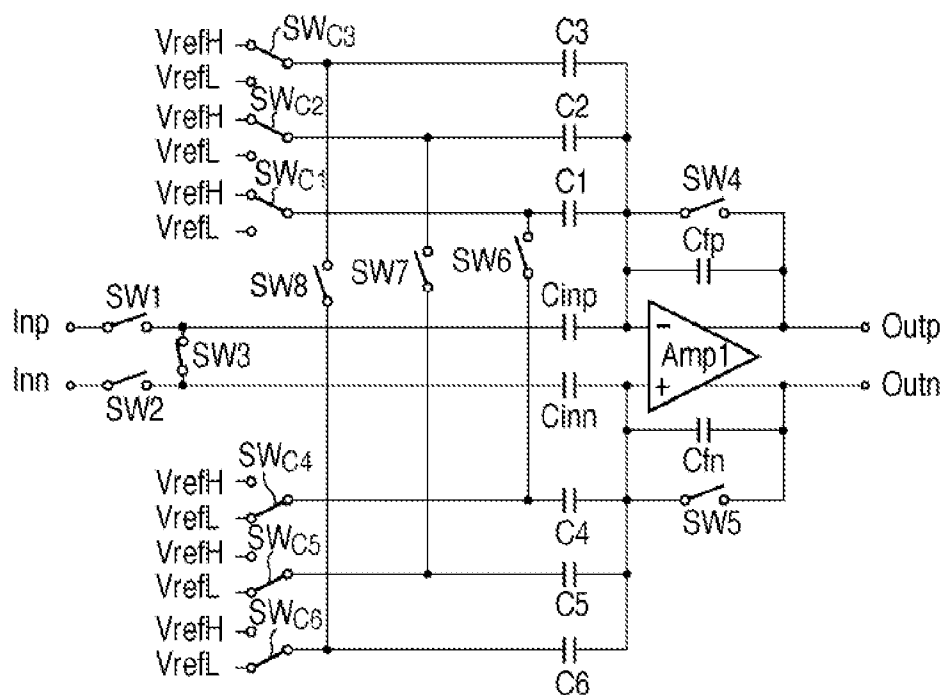 VrefH SWC3 C3
VrefL
VrefH SWC2 C2
VrefL
VrefH SWC1 C1 SW4
VrefL
Cfp
SW8 SW7 SW6
Inp SW1 Cinp − Outp
SW3 Amp1
Inn SW2 Cinn + Outn
Cfn
VrefH SWC4
VrefL C4 SW5
VrefH SWC5
VrefL C5
VrefH SWC6
VrefL C6